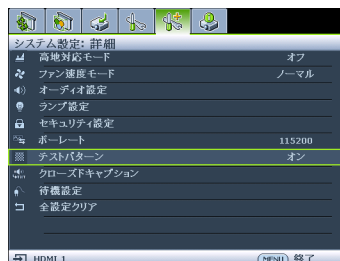 システム設定: 詳細
高地対応モード オフ
ファン速度モード ノーマル
オーディオ設定
ランプ設定
セキュリティ設定
ボーレート 115200
テストパターン オン
クローズドキャプション
待機設定
全設定クリア
HDMI 1 MENU 終了